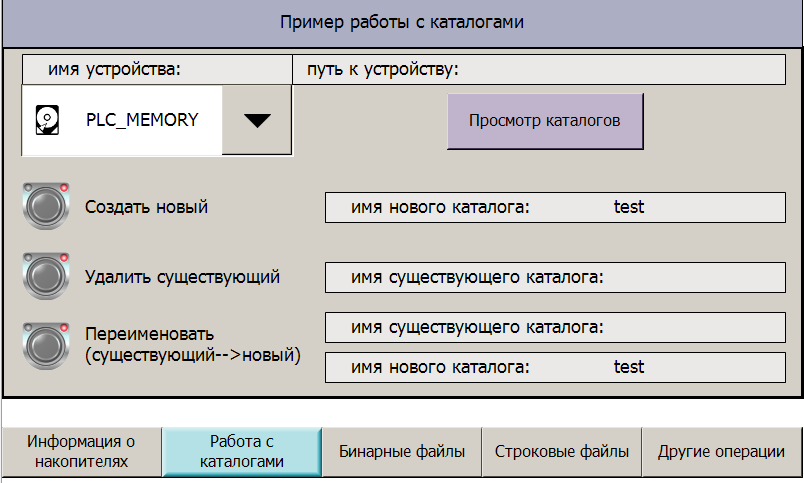 Пример работы с каталогами
имя устройства: путь к устройству:
PLC_MEMORY
Просмотр каталогов
Создать новый
имя нового каталога: test
Удалить существующий
имя существующего каталога:
Переименовать
(существующий-->новый)
имя существующего каталога:
имя нового каталога: test
Информация о
накопителях
Работа с
каталогами
Бинарные файлы
Строковые файлы
Другие операции